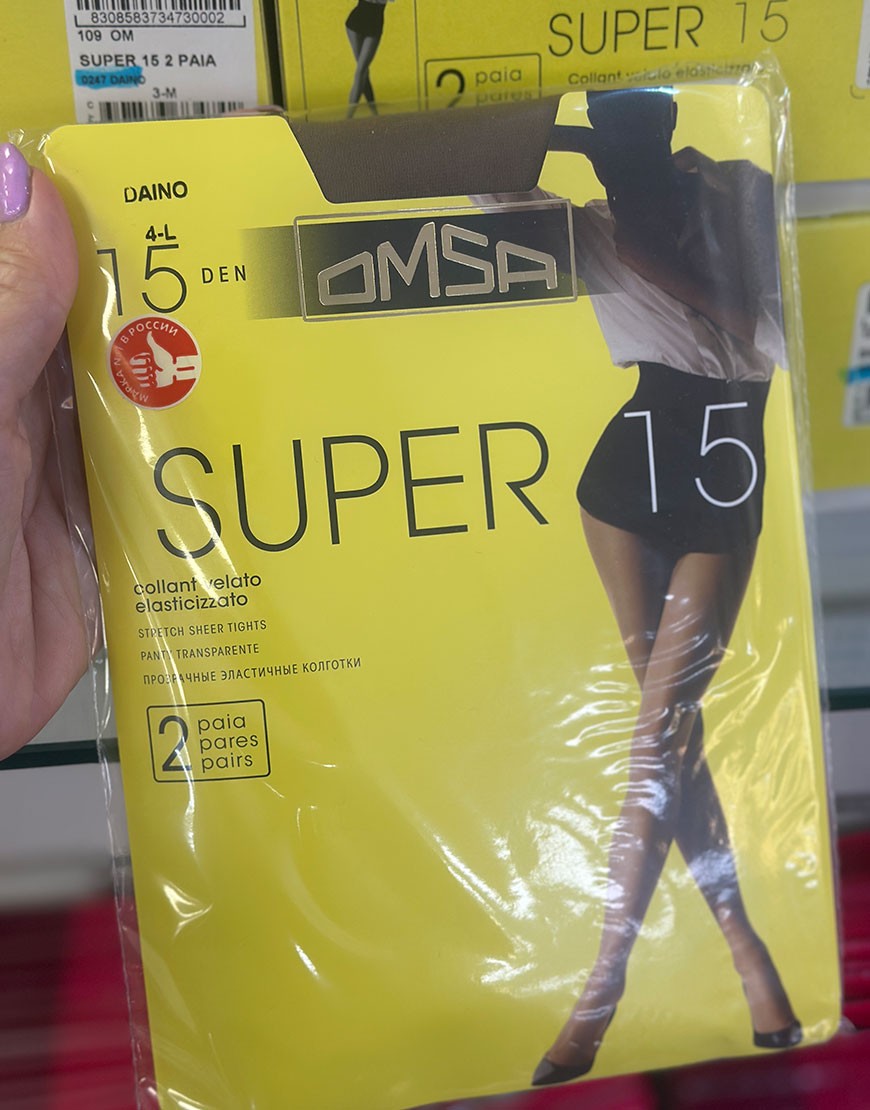 8308583734730002
109 OM
SUPER 15 2 PAIA
0247 DAINO
3-M
SUPER 15
2 paia
pares
Collant velato elasticizzato
DAINO
4-L
15 DEN
OMSA
МАРКА №1 В РОССИИ
SUPER 15
collant velato
elasticizzato
STRETCH SHEER TIGHTS
PANTY TRANSPARENTE
ПРОЗРАЧНЫЕ ЭЛАСТИЧНЫЕ КОЛГОТКИ
2 paia
pares
pairs